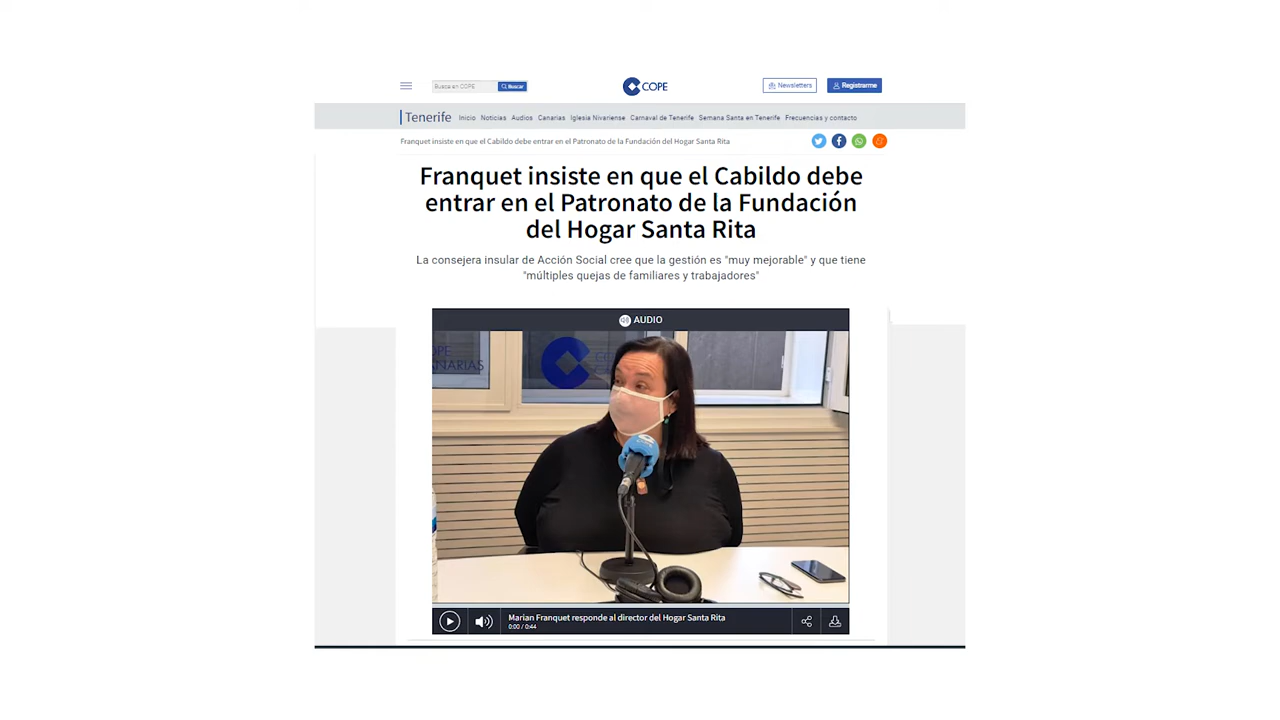 Busca en COPE
Buscar
COPE
Newsletters
Registrarme
Tenerife Inicio Noticias Audios Canarias Iglesia Nivariense Carnaval de Tenerife Semana Santa en Tenerife Frecuencias y contacto
Franquet insiste en que el Cabildo debe entrar en el Patronato de la Fundación del Hogar Santa Rita
Franquet insiste en que el Cabildo debe
entrar en el Patronato de la Fundación
del Hogar Santa Rita
La consejera insular de Acción Social cree que la gestión es "muy mejorable" y que tiene
"múltiples quejas de familiares y trabajadores"
AUDIO
Marian Franquet responde al director del Hogar Santa Rita
0:00 / 0:44